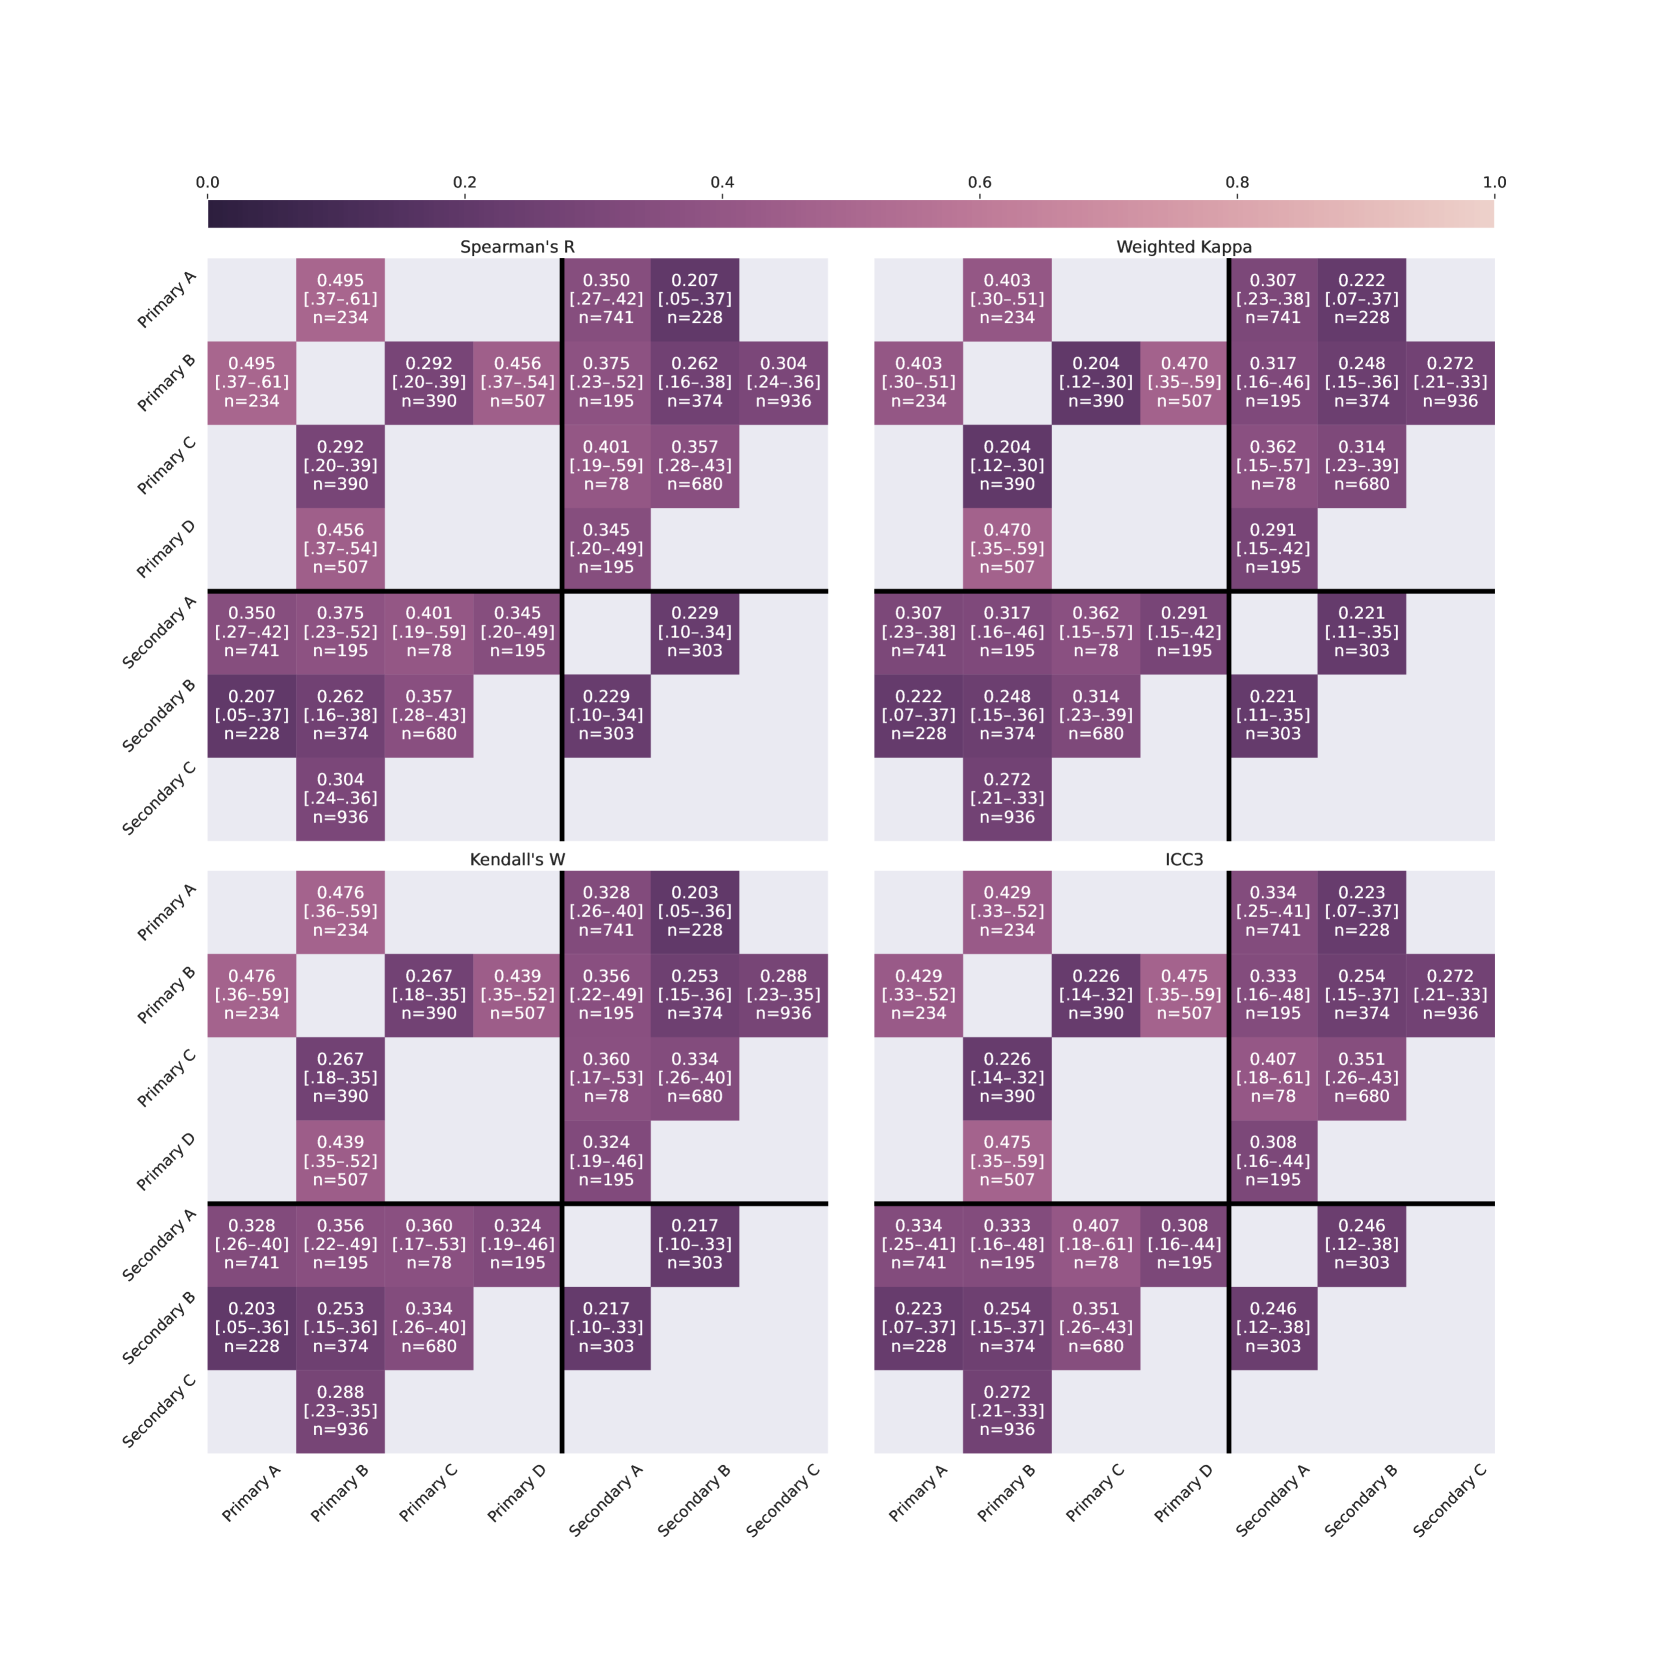 0.0 0.2 0.4 0.6 0.8 1.0
Spearman's R
Primary A
0.495 0.350 0.207
[.37–.61] [.27–.42] [.05–.37]
n=234 n=741 n=228
Primary B
0.495 0.292 0.456 0.375 0.262 0.304
[.37–.61] [.20–.39] [.37–.54] [.23–.52] [.16–.38] [.24–.36]
n=234 n=390 n=507 n=195 n=374 n=936
Primary C
0.292 0.401 0.357
[.20–.39] [.19–.59] [.28–.43]
n=390 n=78 n=680
Primary D
0.456 0.345
[.37–.54] [.20–.49]
n=507 n=195
Secondary A
0.350 0.375 0.401 0.345 0.229
[.27–.42] [.23–.52] [.19–.59] [.20–.49] [.10–.34]
n=741 n=195 n=78 n=195 n=303
Secondary B
0.207 0.262 0.357 0.229
[.05–.37] [.16–.38] [.28–.43] [.10–.34]
n=228 n=374 n=680 n=303
Secondary C
0.304
[.24–.36]
n=936
Weighted Kappa
0.403 0.307 0.222
[.30–.51] [.23–.38] [.07–.37]
n=234 n=741 n=228
0.403 0.204 0.470 0.317 0.248 0.272
[.30–.51] [.12–.30] [.35–.59] [.16–.46] [.15–.36] [.21–.33]
n=234 n=390 n=507 n=195 n=374 n=936
0.204 0.362 0.314
[.12–.30] [.15–.57] [.23–.39]
n=390 n=78 n=680
0.470 0.291
[.35–.59] [.15–.42]
n=507 n=195
0.307 0.317 0.362 0.291 0.221
[.23–.38] [.16–.46] [.15–.57] [.15–.42] [.11–.35]
n=741 n=195 n=78 n=195 n=303
0.222 0.248 0.314 0.221
[.07–.37] [.15–.36] [.23–.39] [.11–.35]
n=228 n=374 n=680 n=303
0.272
[.21–.33]
n=936
Kendall's W
Primary A
0.476 0.328 0.203
[.36–.59] [.26–.40] [.05–.36]
n=234 n=741 n=228
Primary B
0.476 0.267 0.439 0.356 0.253 0.288
[.36–.59] [.18–.35] [.35–.52] [.22–.49] [.15–.36] [.23–.35]
n=234 n=390 n=507 n=195 n=374 n=936
Primary C
0.267 0.360 0.334
[.18–.35] [.17–.53] [.26–.40]
n=390 n=78 n=680
Primary D
0.439 0.324
[.35–.52] [.19–.46]
n=507 n=195
Secondary A
0.328 0.356 0.360 0.324 0.217
[.26–.40] [.22–.49] [.17–.53] [.19–.46] [.10–.33]
n=741 n=195 n=78 n=195 n=303
Secondary B
0.203 0.253 0.334 0.217
[.05–.36] [.15–.36] [.26–.40] [.10–.33]
n=228 n=374 n=680 n=303
Secondary C
0.288
[.23–.35]
n=936
Primary A Primary B Primary C Primary D Secondary A Secondary B Secondary C
ICC3
0.429 0.334 0.223
[.33–.52] [.25–.41] [.07–.37]
n=234 n=741 n=228
0.429 0.226 0.475 0.333 0.254 0.272
[.33–.52] [.14–.32] [.35–.59] [.16–.48] [.15–.37] [.21–.33]
n=234 n=390 n=507 n=195 n=374 n=936
0.226 0.407 0.351
[.14–.32] [.18–.61] [.26–.43]
n=390 n=78 n=680
0.475 0.308
[.35–.59] [.16–.44]
n=507 n=195
0.334 0.333 0.407 0.308 0.246
[.25–.41] [.16–.48] [.18–.61] [.16–.44] [.12–.38]
n=741 n=195 n=78 n=195 n=303
0.223 0.254 0.351 0.246
[.07–.37] [.15–.37] [.26–.43] [.12–.38]
n=228 n=374 n=680 n=303
0.272
[.21–.33]
n=936
Primary A Primary B Primary C Primary D Secondary A Secondary B Secondary C